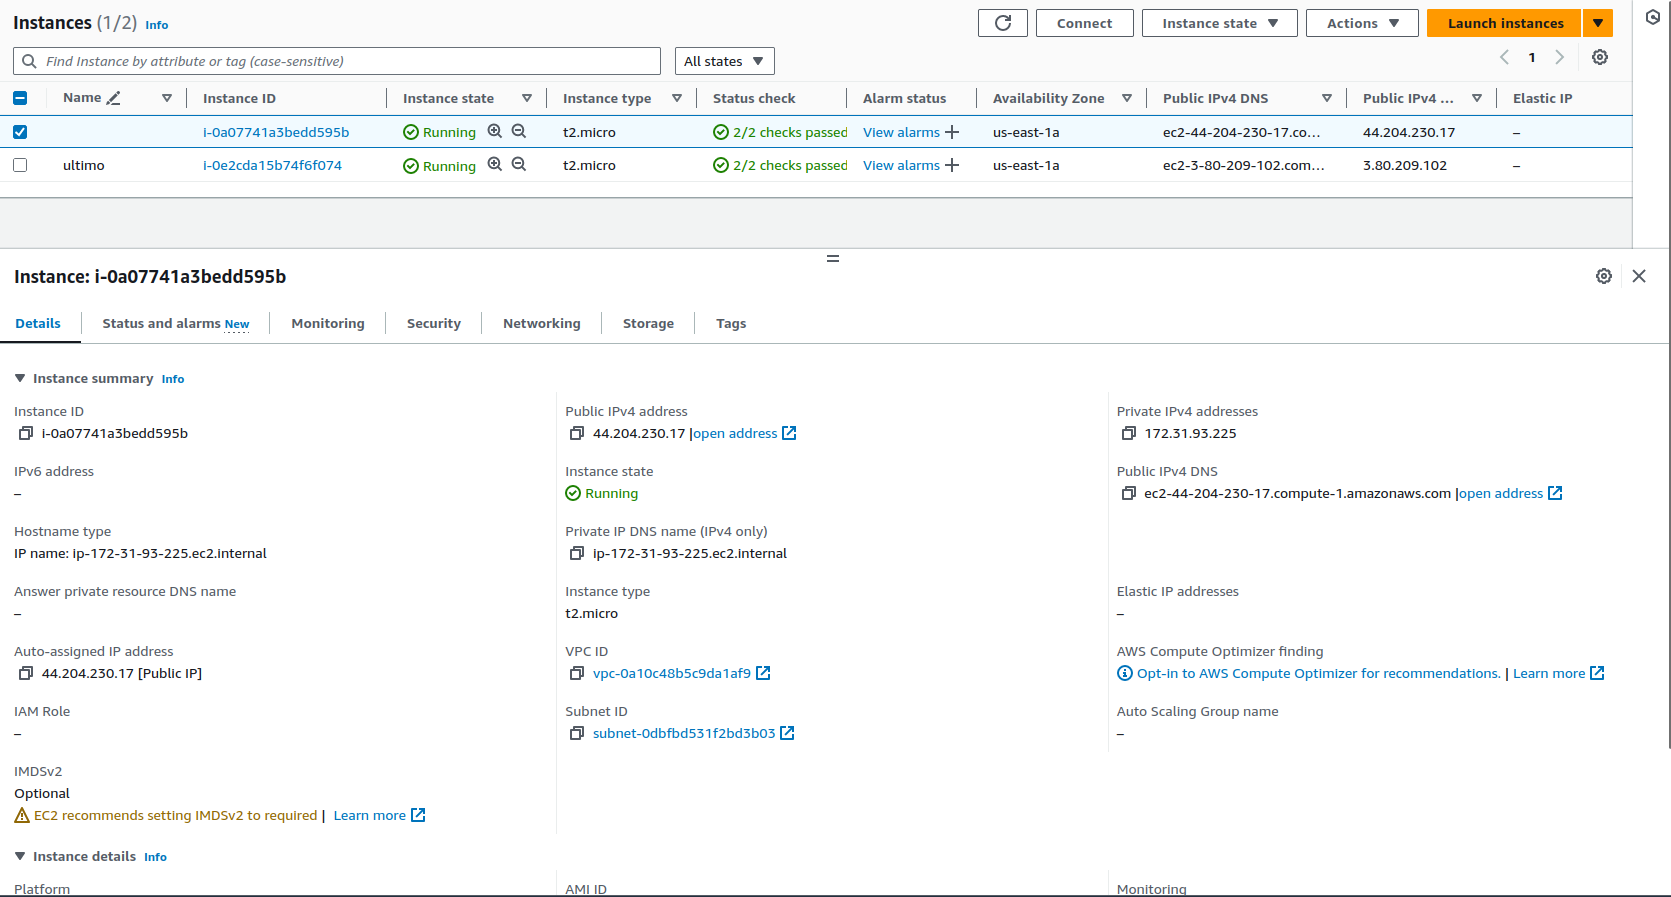 Instances (1/2) Info
Connect
Instance state
Actions
Launch instances
Find Instance by attribute or tag (case-sensitive)
All states
1
Name Instance ID Instance state Instance type Status check Alarm status Availability Zone Public IPv4 DNS Public IPv4 ... Elastic IP
i-0a07741a3bedd595b Running t2.micro 2/2 checks passed View alarms us-east-1a ec2-44-204-230-17.co... 44.204.230.17 –
ultimo i-0e2cda15b74f6f074 Running t2.micro 2/2 checks passed View alarms us-east-1a ec2-3-80-209-102.com... 3.80.209.102 –
Instance: i-0a07741a3bedd595b
Details Status and alarms New Monitoring Security Networking Storage Tags
Instance summary Info
Instance ID
i-0a07741a3bedd595b
Public IPv4 address
44.204.230.17 |open address
Private IPv4 addresses
172.31.93.225
IPv6 address
–
Instance state
Running
Public IPv4 DNS
ec2-44-204-230-17.compute-1.amazonaws.com |open address
Hostname type
IP name: ip-172-31-93-225.ec2.internal
Private IP DNS name (IPv4 only)
ip-172-31-93-225.ec2.internal
Answer private resource DNS name
–
Instance type
t2.micro
Elastic IP addresses
–
Auto-assigned IP address
44.204.230.17 [Public IP]
VPC ID
vpc-0a10c48b5c9da1af9
AWS Compute Optimizer finding
Opt-in to AWS Compute Optimizer for recommendations. | Learn more
IAM Role
–
Subnet ID
subnet-0dbfbd531f2bd3b03
Auto Scaling Group name
–
IMDSv2
Optional
EC2 recommends setting IMDSv2 to required | Learn more
Instance details Info
Platform
AMI ID
Monitoring